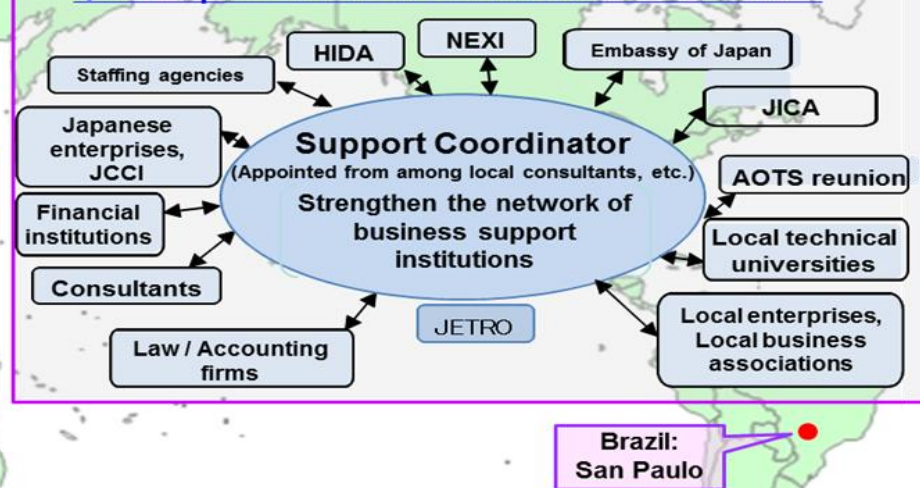 HIDA
NEXI
Embassy of Japan
Staffing agencies
JICA
Japanese
enterprises,
JCCI
Support Coordinator
(Appointed from among local consultants, etc.)
Strengthen the network of
business support
institutions
AOTS reunion
Financial
institutions
Local technical
universities
Consultants
JETRO
Local enterprises,
Local business
associations
Law / Accounting
firms
Brazil:
San Paulo